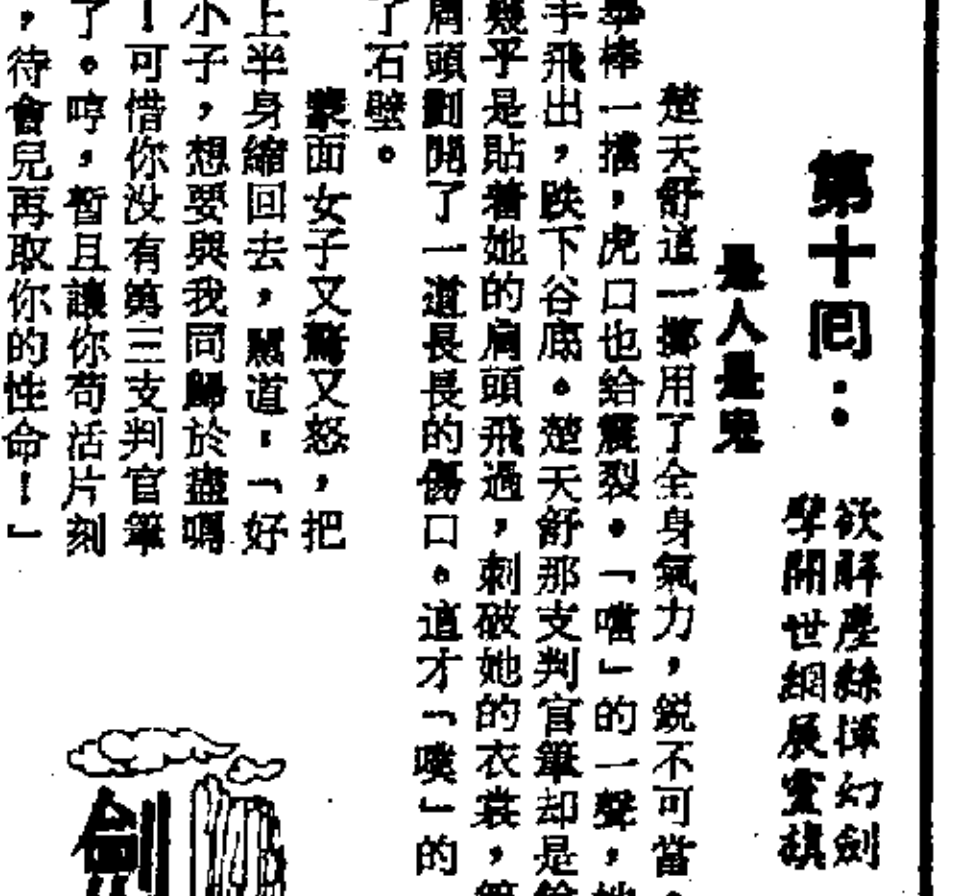 第十回：
欲解塵絲揮幻劍
擘開世網展靈旗
是人是鬼
楚天舒這一擲用了全身氣力，銳不可當。
學棒一擋，虎口也給震裂。「噹」的一聲，她
手飛出，跌下谷底。楚天舒那支判官筆却是餘
幾乎是貼着她的肩頭飛過，刺破她的衣裳，
肩頭劃開了一道長長的傷口。這才「噗」的
了石壁。
蒙面女子又驚又怒，把
上半身縮回去，罵道：「好
小子，想要與我同歸於盡嗎
！可惜你没有第三支判官筆
了。哼，暫且讓你苟活片刻
，待會兒再取你的性命！」
劍